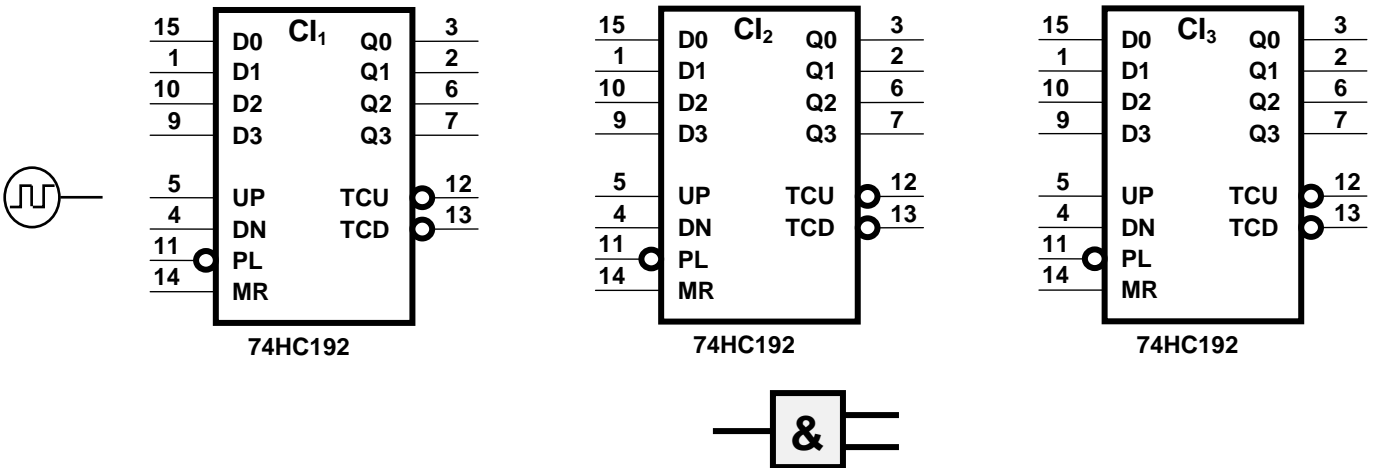 15 D0 CI₁ Q0 3
1 D1 Q1 2
10 D2 Q2 6
9 D3 Q3 7
5 UP TCU 12
4 DN TCD 13
11 PL
14 MR
74HC192
15 D0 CI₂ Q0 3
1 D1 Q1 2
10 D2 Q2 6
9 D3 Q3 7
5 UP TCU 12
4 DN TCD 13
11 PL
14 MR
74HC192
15 D0 CI₃ Q0 3
1 D1 Q1 2
10 D2 Q2 6
9 D3 Q3 7
5 UP TCU 12
4 DN TCD 13
11 PL
14 MR
74HC192
&